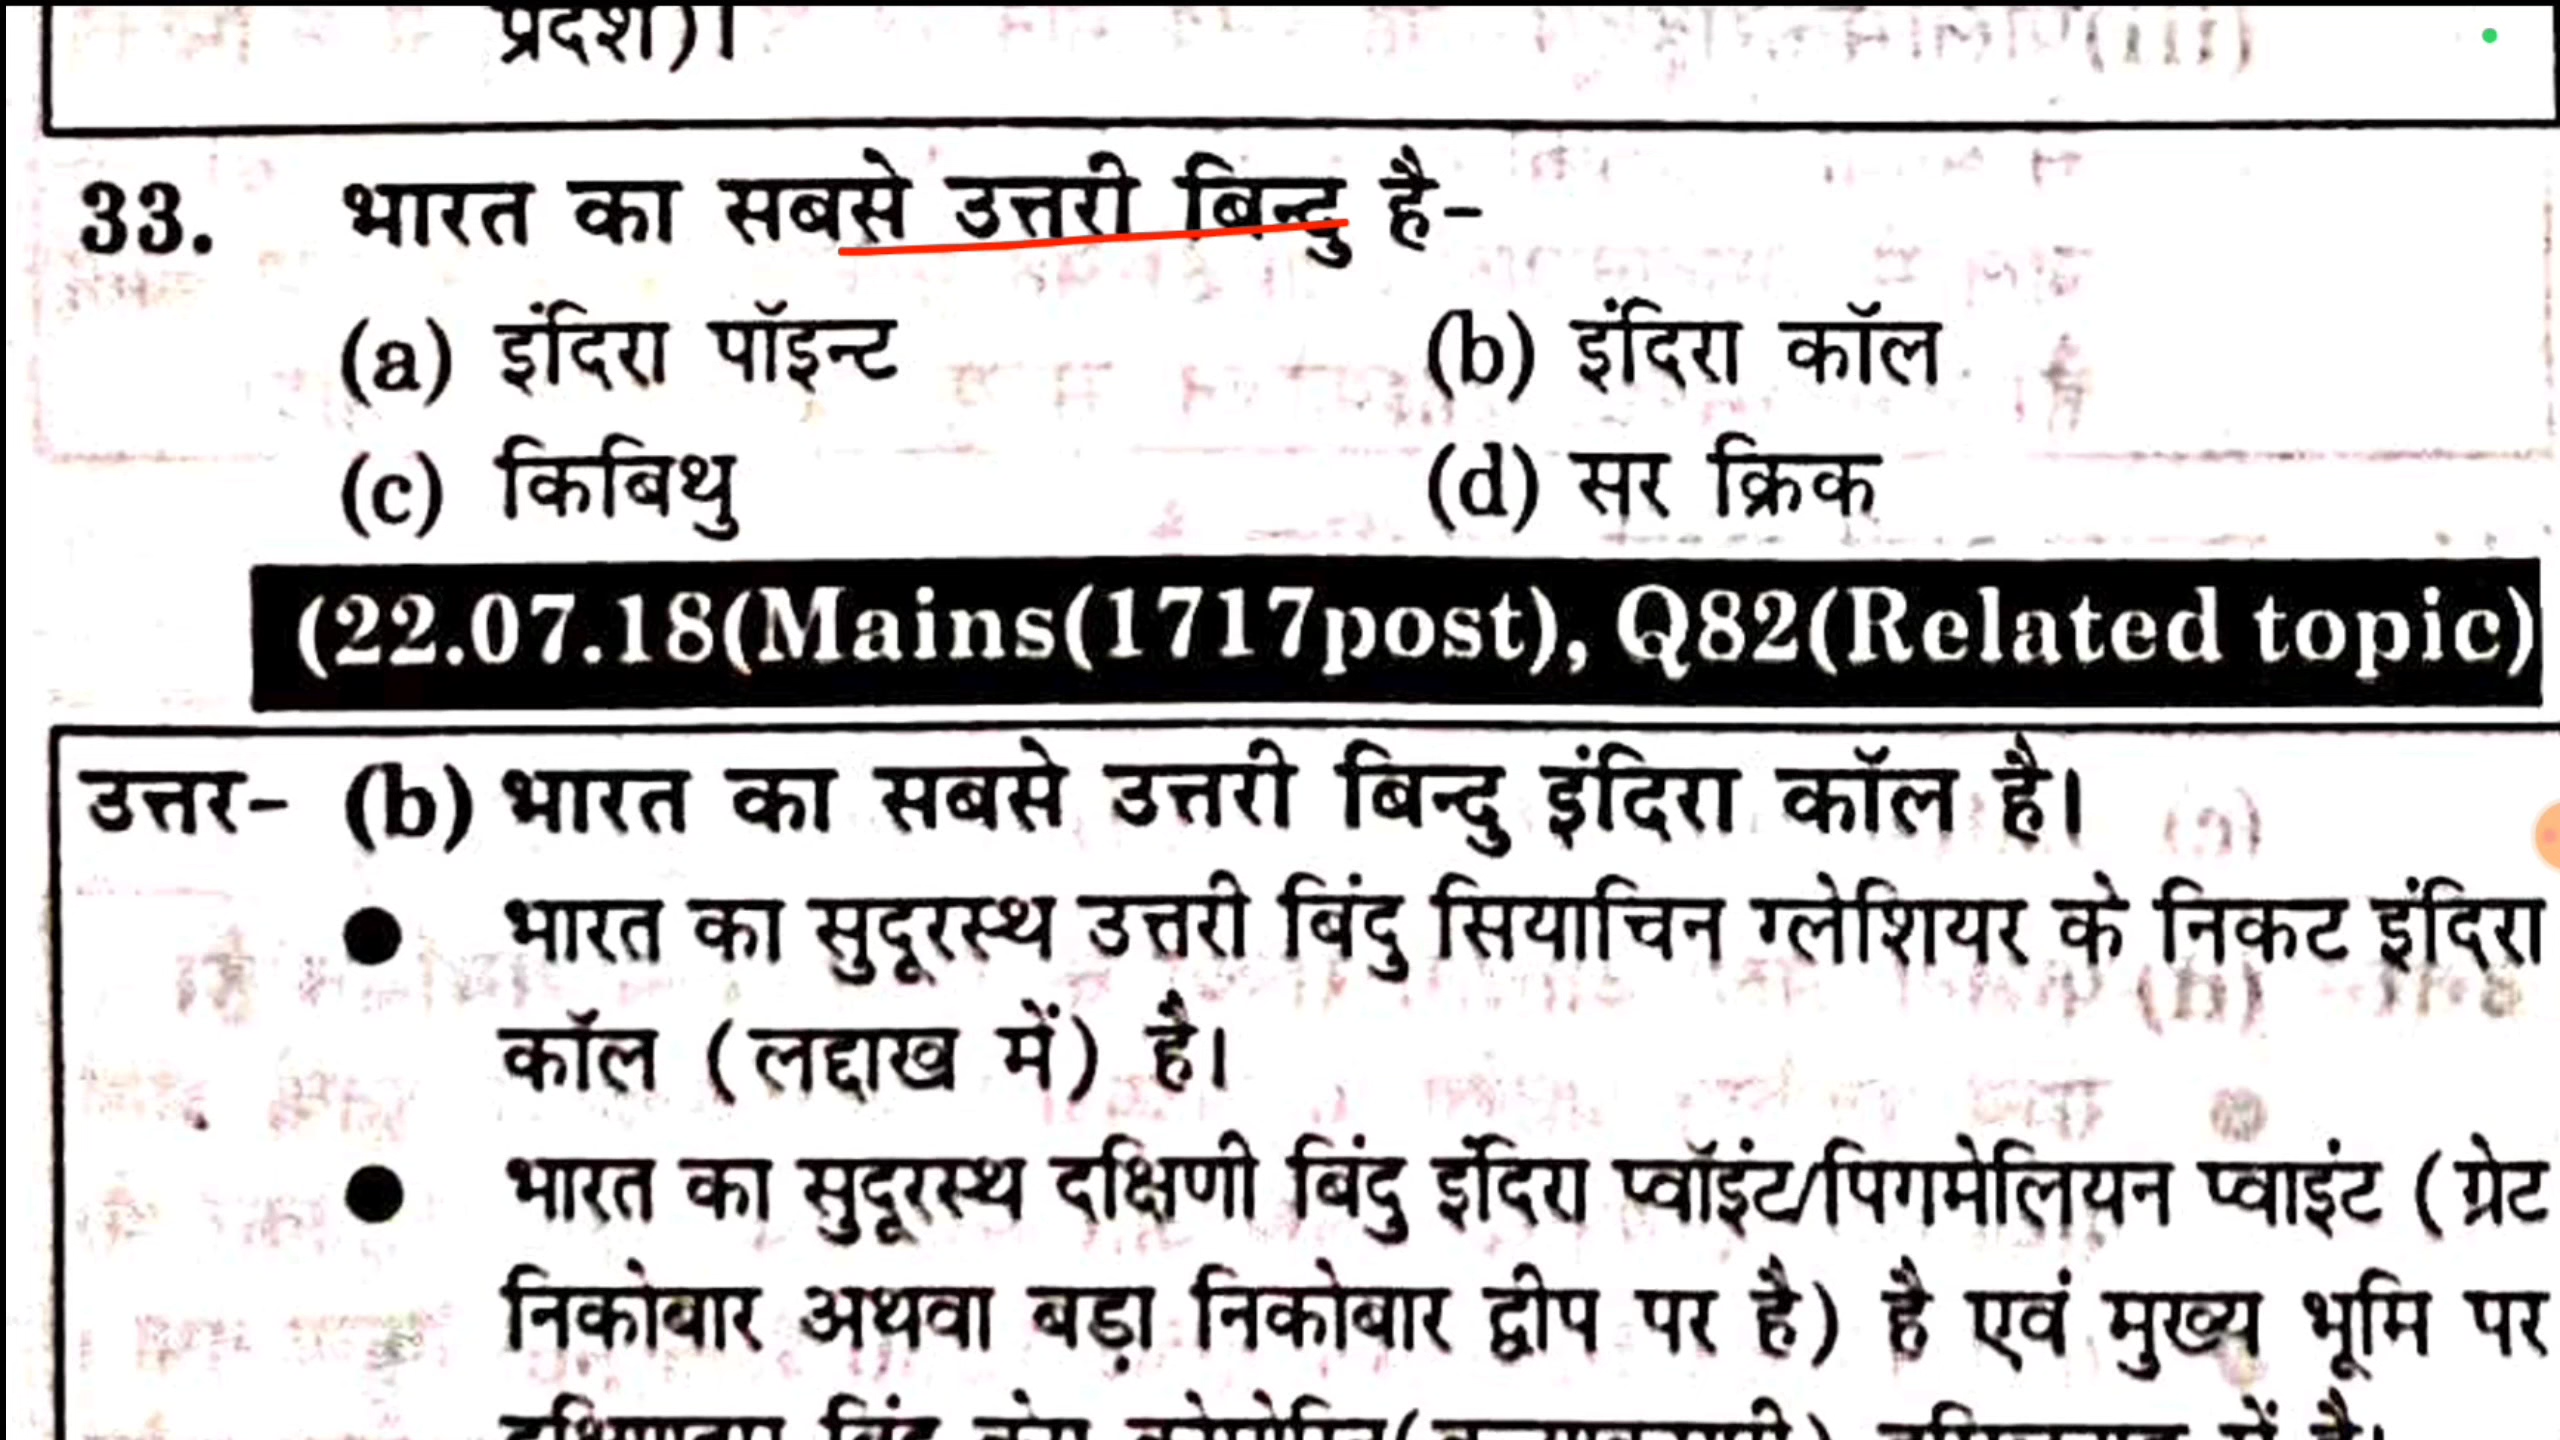 प्रदेश)।
33. भारत का सबसे उत्तरी बिन्दु है-
(a) इंदिरा पॉइन्ट (b) इंदिरा कॉल
(c) किबिथु (d) सर क्रिक
(22.07.18(Mains(1717post), Q82(Related topic)
उत्तर- (b) भारत का सबसे उत्तरी बिन्दु इंदिरा कॉल है।
● भारत का सुदूरस्थ उत्तरी बिंदु सियाचिन ग्लेशियर के निकट इंदिरा
कॉल (लद्दाख में) है।
● भारत का सुदूरस्थ दक्षिणी बिंदु इंदिरा प्वॉइंट/पिगमेलियन प्वाइंट (ग्रेट
निकोबार अथवा बड़ा निकोबार द्वीप पर है) है एवं मुख्य भूमि पर
में है।